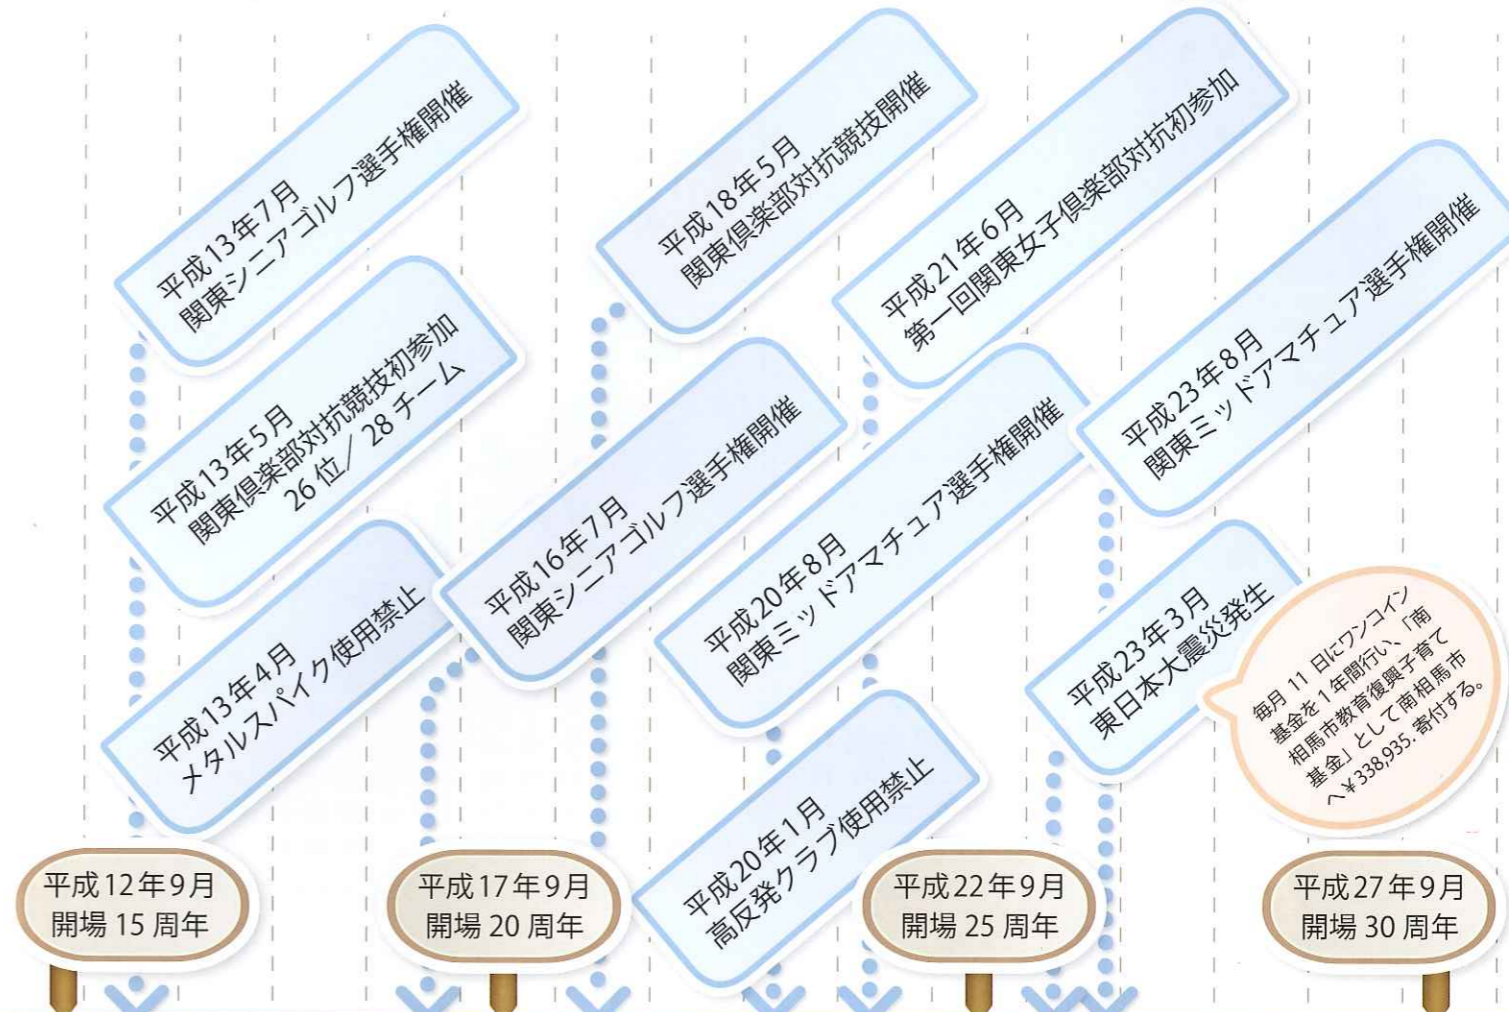 平成13年7月
関東シニアゴルフ選手権開催
平成13年5月
関東倶楽部対抗競技初参加
26位／28チーム
平成13年4月
メタルスパイク使用禁止
平成18年5月
関東倶楽部対抗競技開催
平成16年7月
関東シニアゴルフ選手権開催
平成21年6月
第一回関東女子倶楽部対抗初参加
平成20年8月
関東ミッドアマチュア選手権開催
平成20年1月
高反発クラブ使用禁止
平成23年8月
関東ミッドアマチュア選手権開催
平成23年3月
東日本大震災発生
毎月11日にワンコイン
基金を1年間行い、「南
相馬市教育復興子育て
基金」として南相馬市
へ¥338,935.寄付する。
平成12年9月
開場15周年
平成17年9月
開場20周年
平成22年9月
開場25周年
平成27年9月
開場30周年